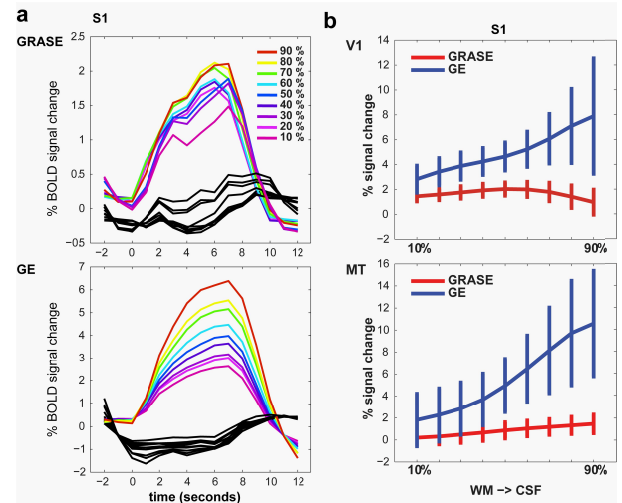 a
S1
GRASE
% BOLD signal change
2.5
2
1.5
1
0.5
0
-05
−2 0 2 4 6 8 10 12
90 %
80 %
70 %
60 %
50 %
40 %
30 %
20 %
10 %
GE
% BOLD signal change
7
6
5
4
3
2
1
0
-1
-2
−2 0 2 4 6 8 10 12
time (seconds)
b
S1
V1
% signal change
14
12
10
8
6
4
2
0
−2
GRASE
GE
10% 90%
MT
% signal change
16
14
12
10
8
6
4
2
0
−2
GRASE
GE
10% 90%
WM −> CSF